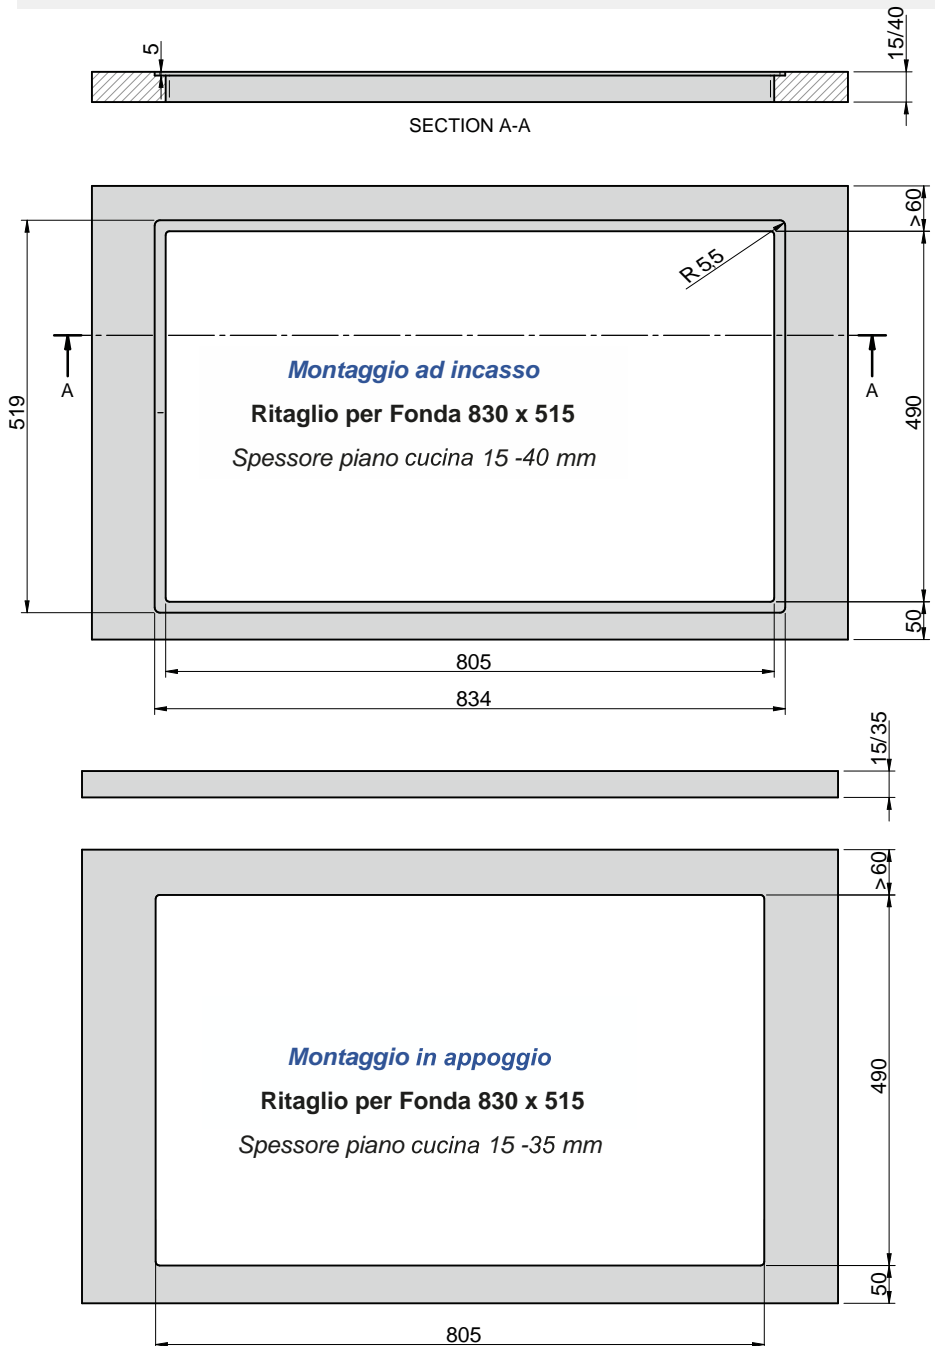 5
15/40
SECTION A-A
>60
R 5,5
A
A
Montaggio ad incasso
Ritaglio per Fonda 830 x 515
Spessore piano cucina 15 -40 mm
519
490
50
805
834
15/35
>60
Montaggio in appoggio
Ritaglio per Fonda 830 x 515
Spessore piano cucina 15 -35 mm
490
50
805